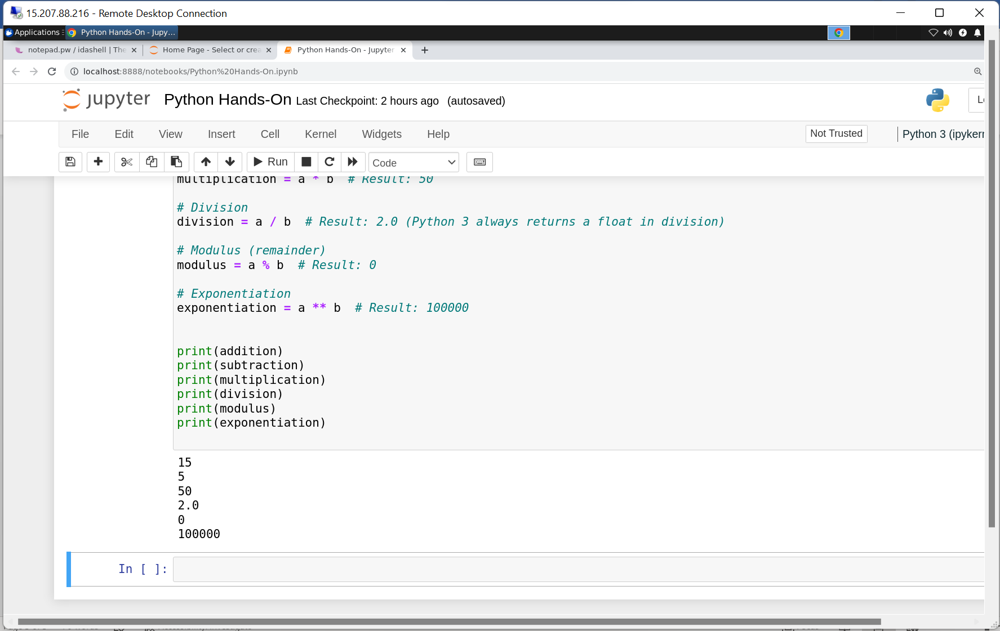 15.207.88.216 - Remote Desktop Connection
Applications Python Hands-On - Jupy...
notepad.pw / idashell | The Home Page - Select or crea Python Hands-On - Jupyter
localhost:8888/notebooks/Python%20Hands-On.ipynb
jupyter Python Hands-On Last Checkpoint: 2 hours ago (autosaved)
File Edit View Insert Cell Kernel Widgets Help Not Trusted Python 3 (ipyker
Run Code
multiplication = a * b  # Result: 50
# Division
division = a / b  # Result: 2.0 (Python 3 always returns a float in division)
# Modulus (remainder)
modulus = a % b  # Result: 0
# Exponentiation
exponentiation = a ** b  # Result: 100000
print(addition)
print(subtraction)
print(multiplication)
print(division)
print(modulus)
print(exponentiation)
15
5
50
2.0
0
100000
In [ ]: